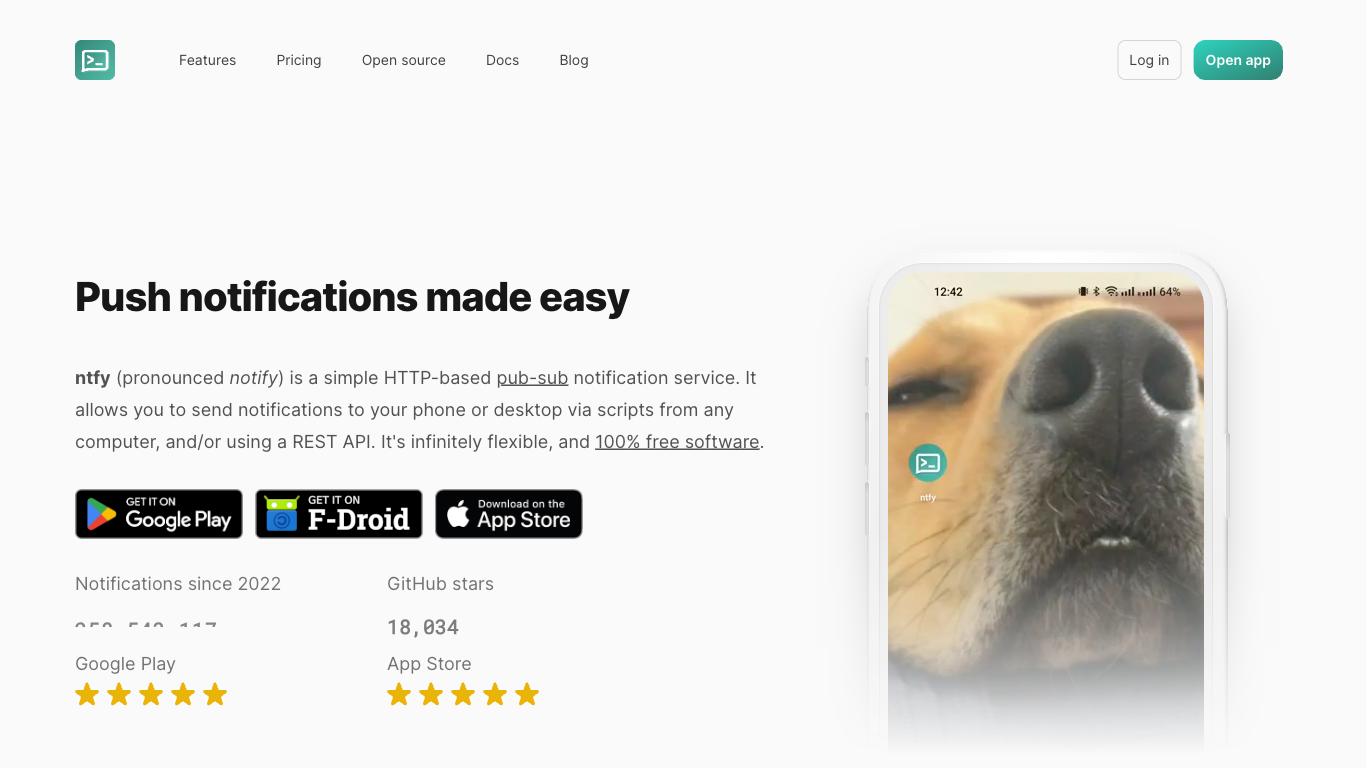 Features
Pricing
Open source
Docs
Blog
Log in
Open app
Push notifications made easy
ntfy (pronounced notify) is a simple HTTP-based pub-sub notification service. It
allows you to send notifications to your phone or desktop via scripts from any
computer, and/or using a REST API. It's infinitely flexible, and 100% free software.
GET IT ON
Google Play
GET IT ON
F-Droid
Download on the
App Store
Notifications since 2022
GitHub stars
18,034
Google Play
App Store
12:42
64%
ntfy